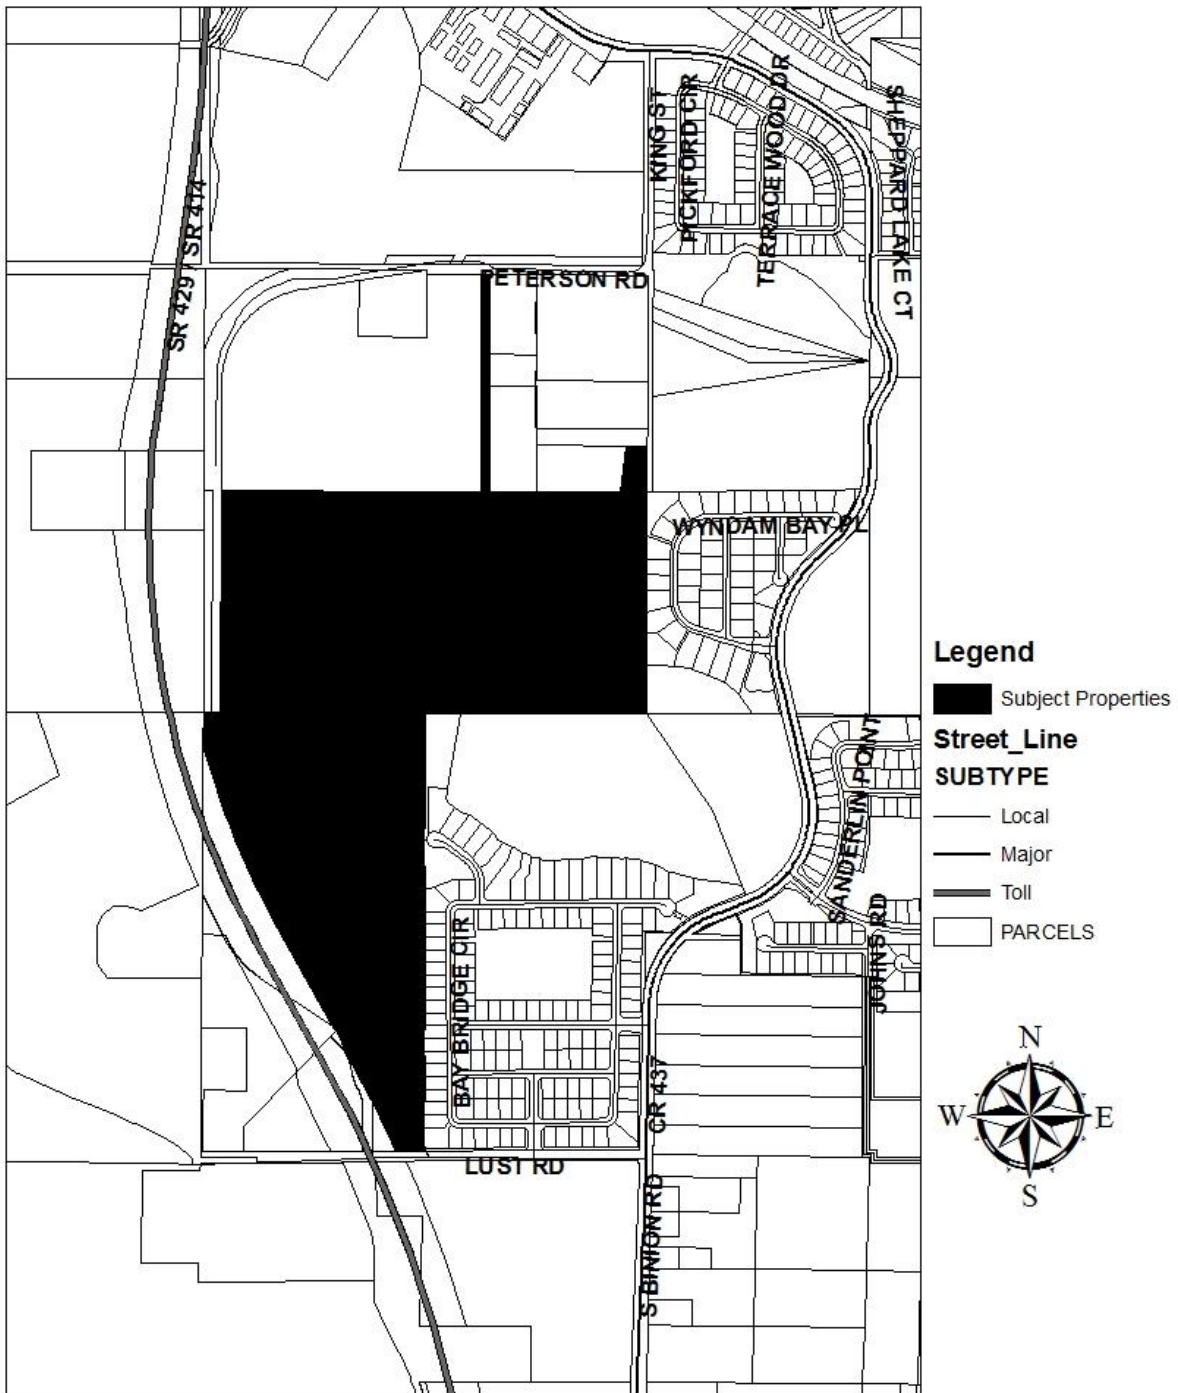 KING ST
PICKFORD CIR
TERRACE WOOD DR
SHEPPARD LAKE CT
SR 429 / SR 414
PETERSON RD
WYNDAM BAY PL
SANDERLIN POINT
JOHNS RD
BAY BRIDGE CIR
CR 437
LUST RD
S BINION RD
Legend
Subject Properties
Street_Line
SUBTYPE
Local
Major
Toll
PARCELS
N
W
E
S